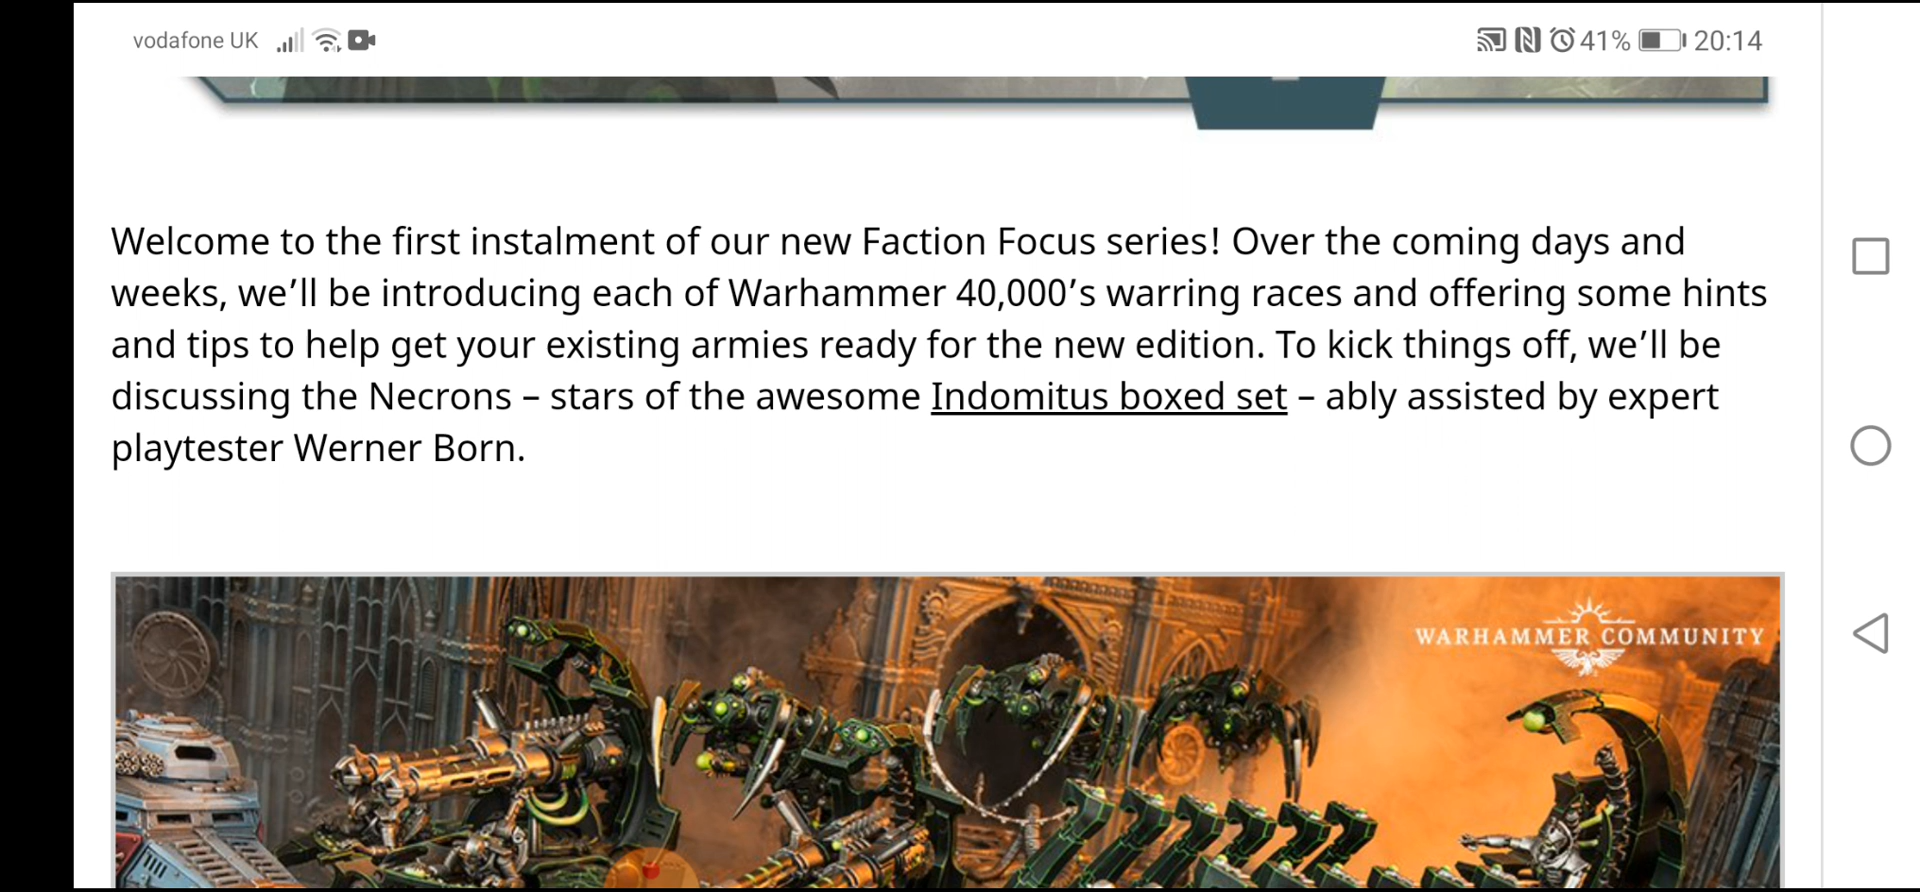 vodafone UK 41% 20:14
Welcome to the first instalment of our new Faction Focus series! Over the coming days and
weeks, we’ll be introducing each of Warhammer 40,000’s warring races and offering some hints
and tips to help get your existing armies ready for the new edition. To kick things off, we’ll be
discussing the Necrons – stars of the awesome Indomitus boxed set – ably assisted by expert
playtester Werner Born.
WARHAMMER COMMUNITY